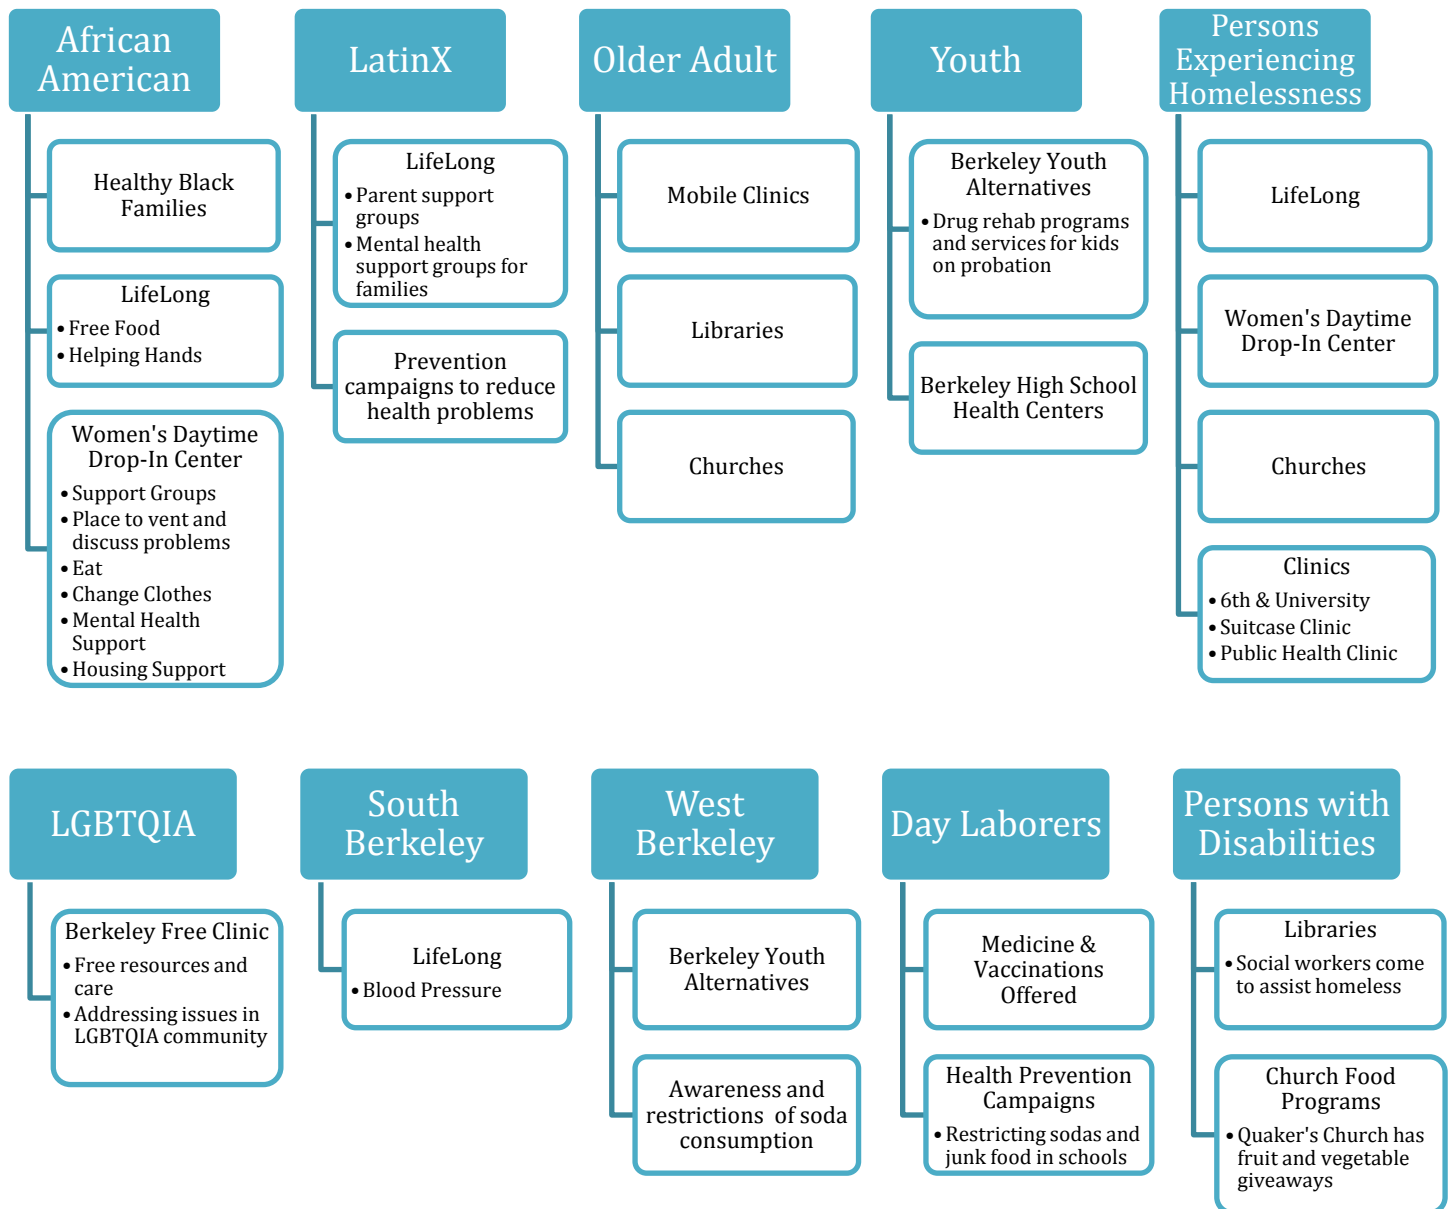 African
American
Healthy Black
Families
LifeLong
• Free Food
• Helping Hands
Women's Daytime
Drop-In Center
• Support Groups
• Place to vent and
discuss problems
• Eat
• Change Clothes
• Mental Health
Support
• Housing Support
LatinX
LifeLong
• Parent support
groups
• Mental health
support groups for
families
Prevention
campaigns to reduce
health problems
Older Adult
Mobile Clinics
Libraries
Churches
Youth
Berkeley Youth
Alternatives
• Drug rehab programs
and services for kids
on probation
Berkeley High School
Health Centers
Persons
Experiencing
Homelessness
LifeLong
Women's Daytime
Drop-In Center
Churches
Clinics
• 6th & University
• Suitcase Clinic
• Public Health Clinic
LGBTQIA
Berkeley Free Clinic
• Free resources and
care
• Addressing issues in
LGBTQIA community
South
Berkeley
LifeLong
• Blood Pressure
West
Berkeley
Berkeley Youth
Alternatives
Awareness and
restrictions of soda
consumption
Day Laborers
Medicine &
Vaccinations
Offered
Health Prevention
Campaigns
• Restricting sodas and
junk food in schools
Persons with
Disabilities
Libraries
• Social workers come
to assist homeless
Church Food
Programs
• Quaker's Church has
fruit and vegetable
giveaways